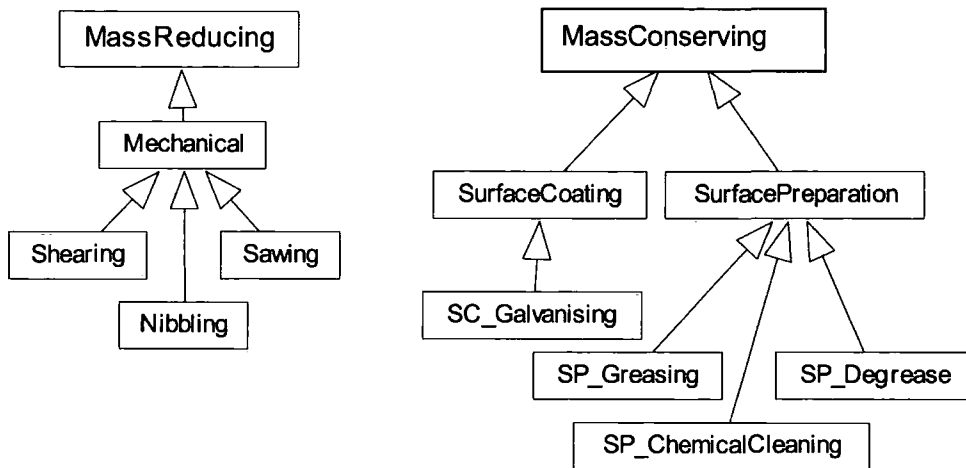 MassReducing
Mechanical
Shearing
Sawing
Nibbling
MassConserving
SurfaceCoating
SurfacePreparation
SC_Galvanising
SP_Greasing
SP_Degrease
SP_ChemicalCleaning